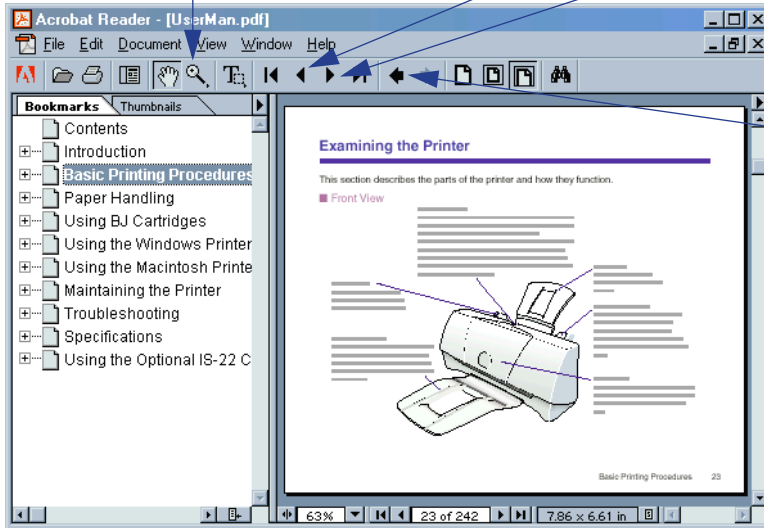 Acrobat Reader - [UserMan.pdf]
File Edit Document View Window Help
Bookmarks Thumbnails
Contents
Introduction
Basic Printing Procedures
Paper Handling
Using BJ Cartridges
Using the Windows Printer
Using the Macintosh Printe
Maintaining the Printer
Troubleshooting
Specifications
Using the Optional IS-22 C
Examining the Printer
This section describes the parts of the printer and how they function.
Front View
Basic Printing Procedures 23
63% 23 of 242 7.86 x 6.61 in